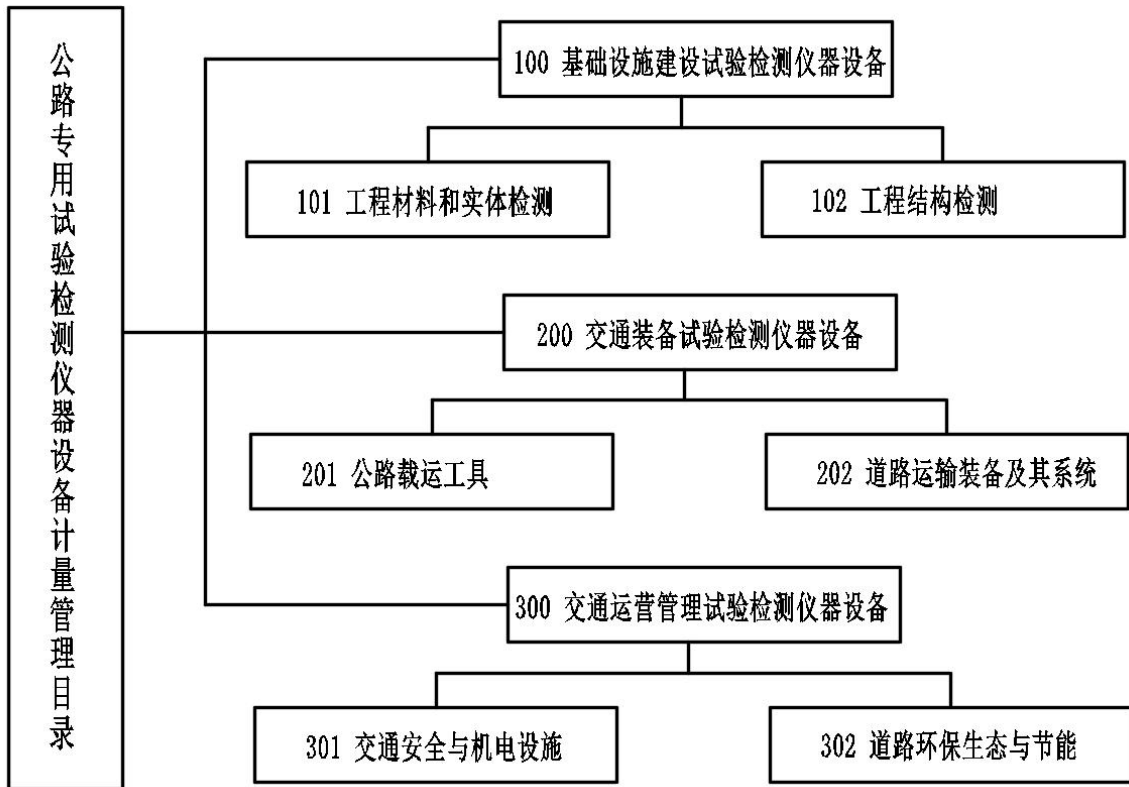 公路专用试验检测仪器设备计量管理目录
100 基础设施建设试验检测仪器设备
101 工程材料和实体检测
102 工程结构检测
200 交通装备试验检测仪器设备
201 公路载运工具
202 道路运输装备及其系统
300 交通运营管理试验检测仪器设备
301 交通安全与机电设施
302 道路环保生态与节能